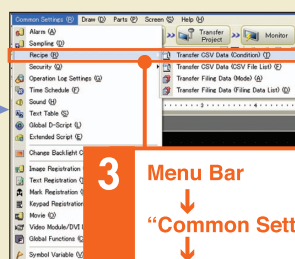 Common Settings (R) Draw (D) Parts (P) Screen (S) Help (H)
Alarm (A)
Transfer Project
Monitor
Sampling (D)
Recipe (R)
Transfer CSV Data (Condition) (T)
Security (Q)
Transfer CSV Data (CSV File List) (F)
Operation Log Settings (G)
Transfer Filing Data (Mode) (A)
Time Schedule (F)
Transfer Filing Data (Filing Data List) (D)
Sound (H)
Text Table (S)
Global D-Script (L)
Extended Script (E)
Change Backlight C
Image Registration
Text Registration
Mark Registration
Keypad Registration
Movie (O)
Video Module/DVI
Global Functions
Symbol Variable (V
3
Menu Bar
↓
“Common Sett
↓